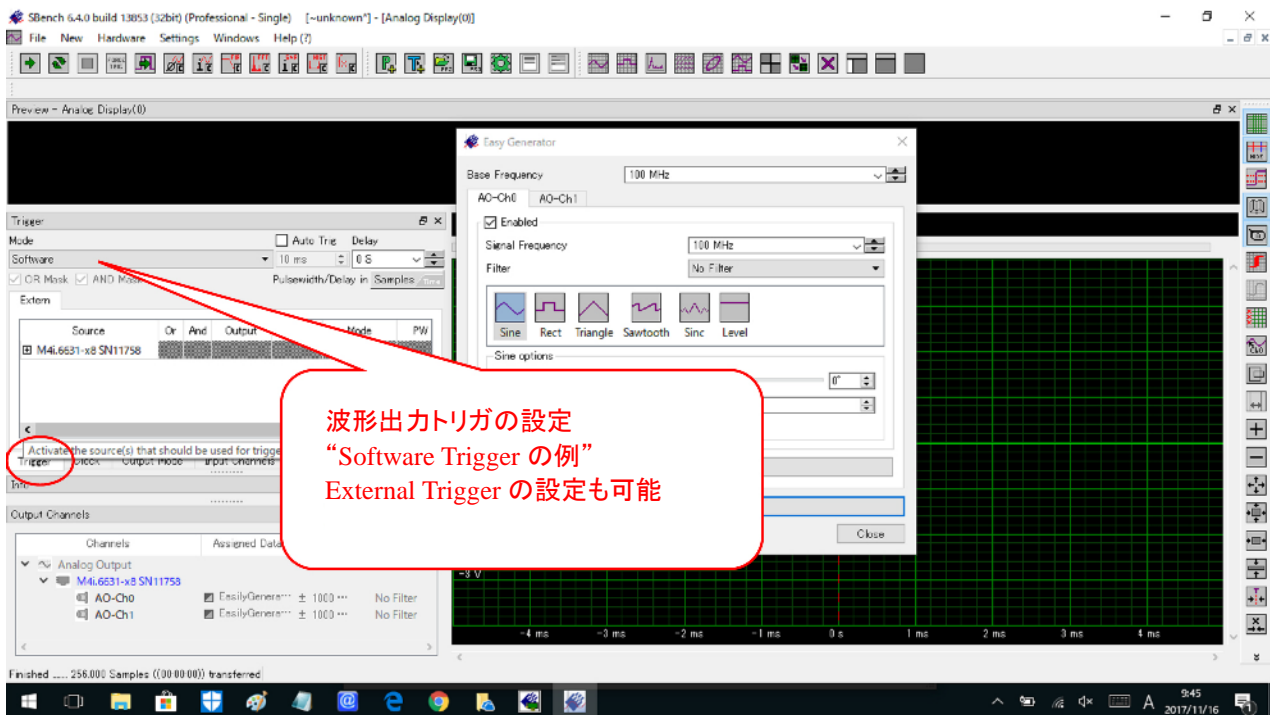 SBench 6.4.0 build 13853 (32bit) (Professional - Single) [~unknown*] - [Analog Display(0)]
File New Hardware Settings Windows Help (?)
Preview - Analog Display(0)
Easy Generator
Base Frequency 100 MHz
AO-Ch0 AO-Ch1
Enabled
Signal Frequency 100 MHz
Filter No Filter
Sine Rect Triangle Sawtooth Sinc Level
Sine options
0°
Close
Trigger
Mode Auto Trig Delay
Software 10 ms 0 S
OR Mask AND Mask Pulsewidth/Delay in Samples Time
Extern
Source Or And Output Mode PW
M4i.6631-x8 SN11758
波形出力トリガの設定
“Software Trigger の例”
External Trigger の設定も可能
Activate the source(s) that should be used for trigge
Trigger Clock Output Mode Input Channels
Info
Output Channels
Channels Assigned Data
Analog Output
M4i.6631-x8 SN11758
AO-Ch0 EasilyGenera··· ± 1000 ··· No Filter
AO-Ch1 EasilyGenera··· ± 1000 ··· No Filter
-3 V
-4 ms -3 ms -2 ms -1 ms 0 s 1 ms 2 ms 3 ms 4 ms
Finished .... 256.000 Samples ((00:00:00)) transferred
A 9:45
2017/11/16